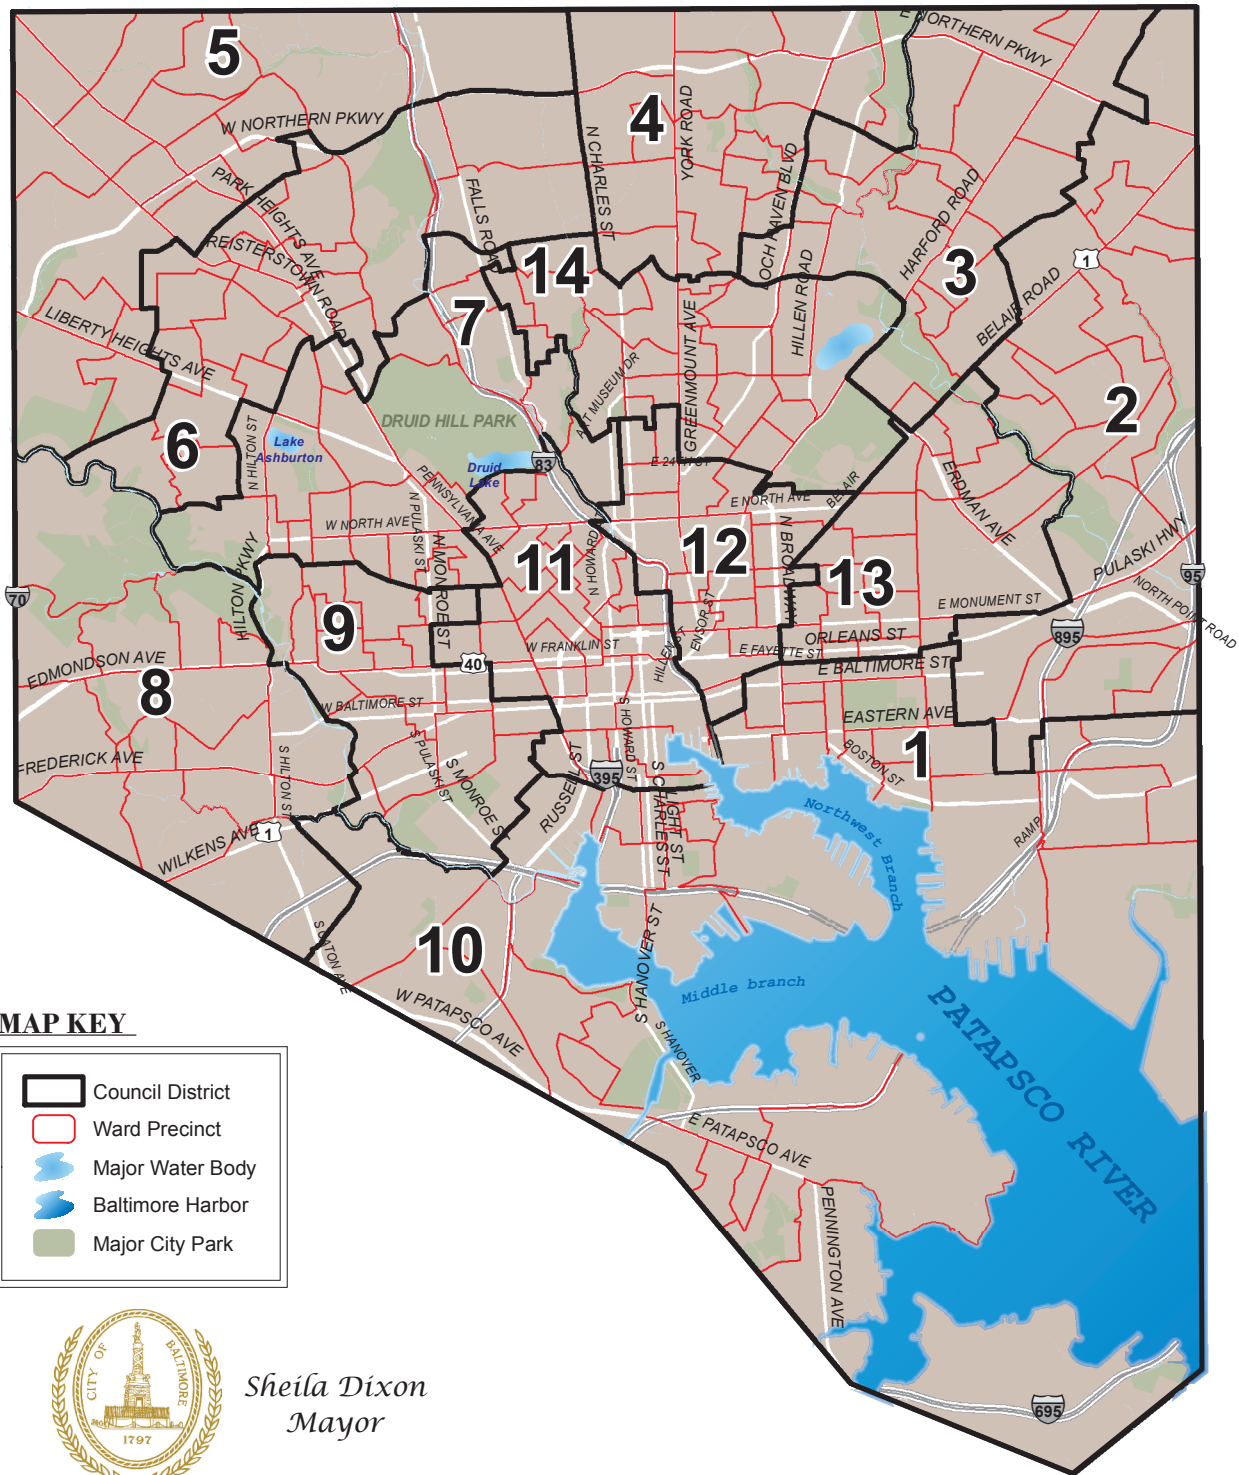 5
E NORTHERN PKWY
W NORTHERN PKWY
4
YORK ROAD
N CHARLES ST
LOCH HAVEN BLVD
PARK HEIGHTS AVE
FALLS ROAD
HARFORD ROAD
REISTERSTOWN ROAD
14
3
1
HILLEN ROAD
BELAIR ROAD
7
LIBERTY HEIGHTS AVE
GREENMOUNT AVE
ART MUSEUM DR
2
DRUID HILL PARK
6
N HILTON ST
Lake
Ashburton
Druid
Lake
83
E 24TH ST
PENNSYLVANIA AVE
N PULASKI ST
BELAIR
E NORTH AVE
ERDMAN AVE
W NORTH AVE
N MONROE ST
11
N HOWARD
12
N BROADWAY
13
PULASKI HWY
95
NORTH POINT ROAD
70
HILTON PKWY
9
E MONUMENT ST
895
ENSOR ST
ORLEANS ST
W FRANKLIN ST
HILLEN ST
E FAYETTE ST
E BALTIMORE ST
EDMONDSON AVE
40
8
W BALTIMORE ST
S HOWARD ST
EASTERN AVE
1
FREDERICK AVE
S HILTON ST
S PULASKI ST
S MONROE ST
RUSSELL ST
395
BOSTON ST
S CHARLES ST
LIGHT ST
Northwest Branch
WILKENS AVE
1
RAMP
S CATON AVE
10
S HANOVER ST
Middle branch
W PATAPSCO AVE
S HANOVER
PATAPSCO RIVER
MAP KEY
Council District
Ward Precinct
Major Water Body
Baltimore Harbor
Major City Park
E PATAPSCO AVE
PENNINGTON AVE
695
CITY OF BALTIMORE
1797
Sheila Dixon
Mayor